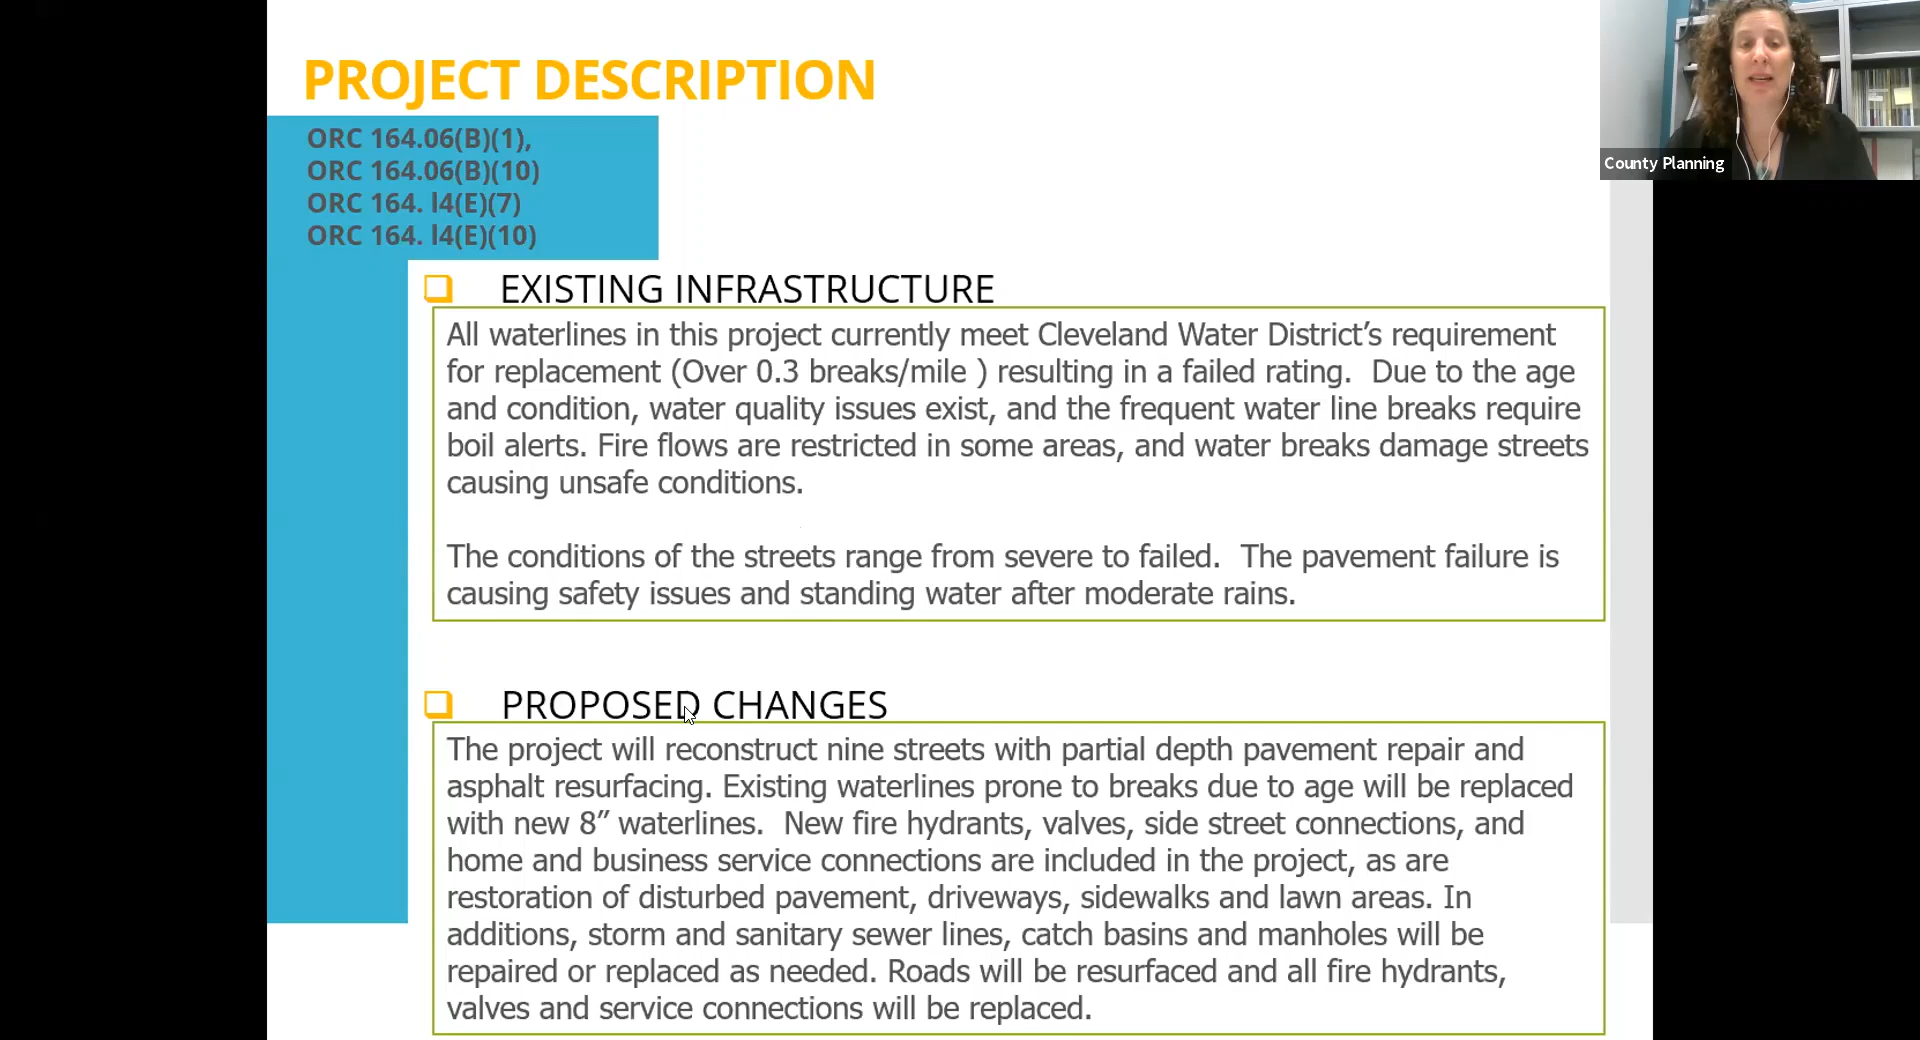 PROJECT DESCRIPTION
ORC 164.06(B)(1),
ORC 164.06(B)(10)
ORC 164. l4(E)(7)
ORC 164. l4(E)(10)
County Planning
EXISTING INFRASTRUCTURE
All waterlines in this project currently meet Cleveland Water District’s requirement
for replacement (Over 0.3 breaks/mile ) resulting in a failed rating.  Due to the age
and condition, water quality issues exist, and the frequent water line breaks require
boil alerts. Fire flows are restricted in some areas, and water breaks damage streets
causing unsafe conditions.
The conditions of the streets range from severe to failed.  The pavement failure is
causing safety issues and standing water after moderate rains.
PROPOSED CHANGES
The project will reconstruct nine streets with partial depth pavement repair and
asphalt resurfacing. Existing waterlines prone to breaks due to age will be replaced
with new 8” waterlines.  New fire hydrants, valves, side street connections, and
home and business service connections are included in the project, as are
restoration of disturbed pavement, driveways, sidewalks and lawn areas. In
additions, storm and sanitary sewer lines, catch basins and manholes will be
repaired or replaced as needed. Roads will be resurfaced and all fire hydrants,
valves and service connections will be replaced.